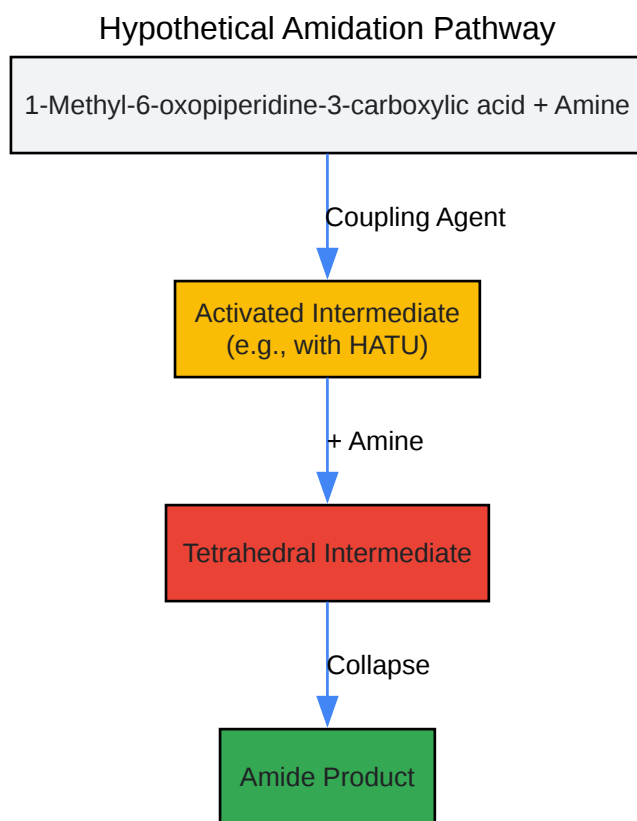 Hypothetical Amidation Pathway
1-Methyl-6-oxopiperidine-3-carboxylic acid + Amine
Coupling Agent
Activated Intermediate
(e.g., with HATU)
+ Amine
Tetrahedral Intermediate
Collapse
Amide Product